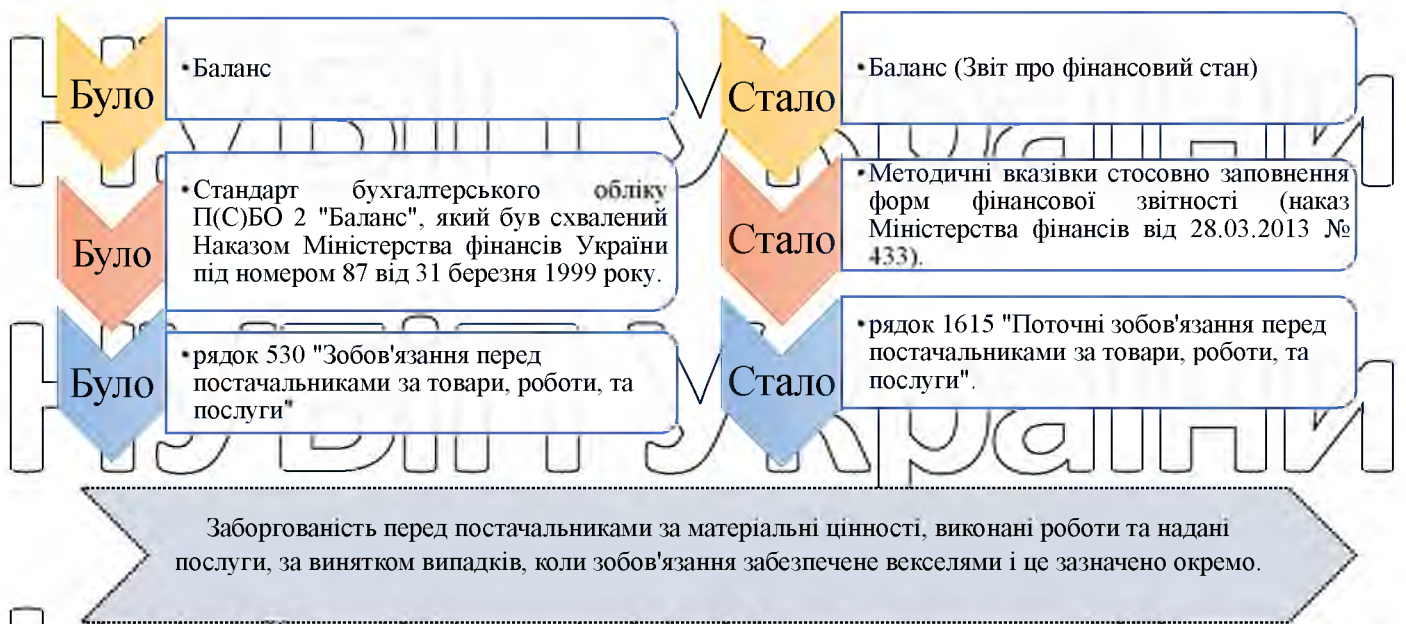 Було
•Баланс
Стало
•Баланс (Звіт про фінансовий стан)
Було
•Стандарт бухгалтерського обліку
П(С)БО 2 "Баланс", який був схвалений
Наказом Міністерства фінансів України
під номером 87 від 31 березня 1999 року.
Стало
•Методичні вказівки стосовно заповнення
форм фінансової звітності (наказ
Міністерства фінансів від 28.03.2013 №
433).
Було
•рядок 530 "Зобов'язання перед
постачальниками за товари, роботи, та
послуги"
Стало
•рядок 1615 "Поточні зобов'язання перед
постачальниками за товари, роботи, та
послуги".
НУБІП України
НУБІП України
Заборгованість перед постачальниками за матеріальні цінності, виконані роботи та надані
послуги, за винятком випадків, коли зобов'язання забезпечене векселями і це зазначено окремо.